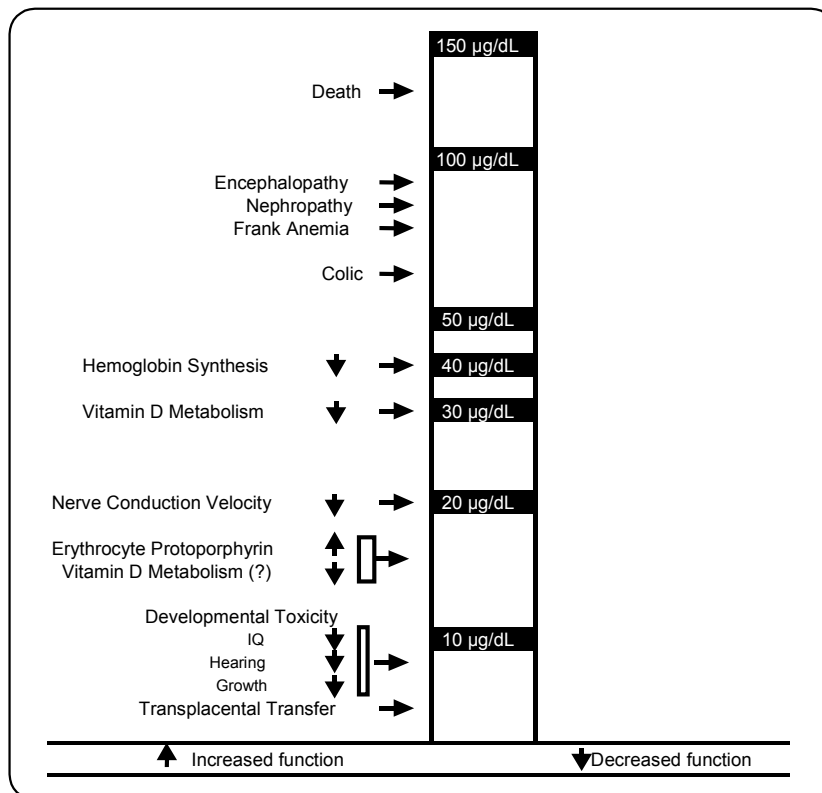 150 µg/dL
Death
100 µg/dL
Encephalopathy
Nephropathy
Frank Anemia
Colic
50 µg/dL
Hemoglobin Synthesis 40 µg/dL
Vitamin D Metabolism 30 µg/dL
Nerve Conduction Velocity 20 µg/dL
Erythrocyte Protoporphyrin
Vitamin D Metabolism (?)
Developmental Toxicity
IQ 10 µg/dL
Hearing
Growth
Transplacental Transfer
Increased function Decreased function